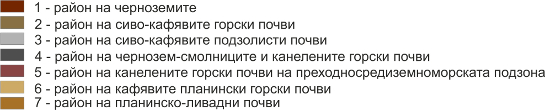 1 - район на черноземите
2 - район на сиво-кафявите горски почви
3 - район на сиво-кафявите подзолисти почви
4 - район на чернозем-смолниците и канелените горски почви
5 - район на канелените горски почви на преходносредиземноморската подзона
6 - район на кафявите планински горски почви
7 - район на планинско-ливадни почви